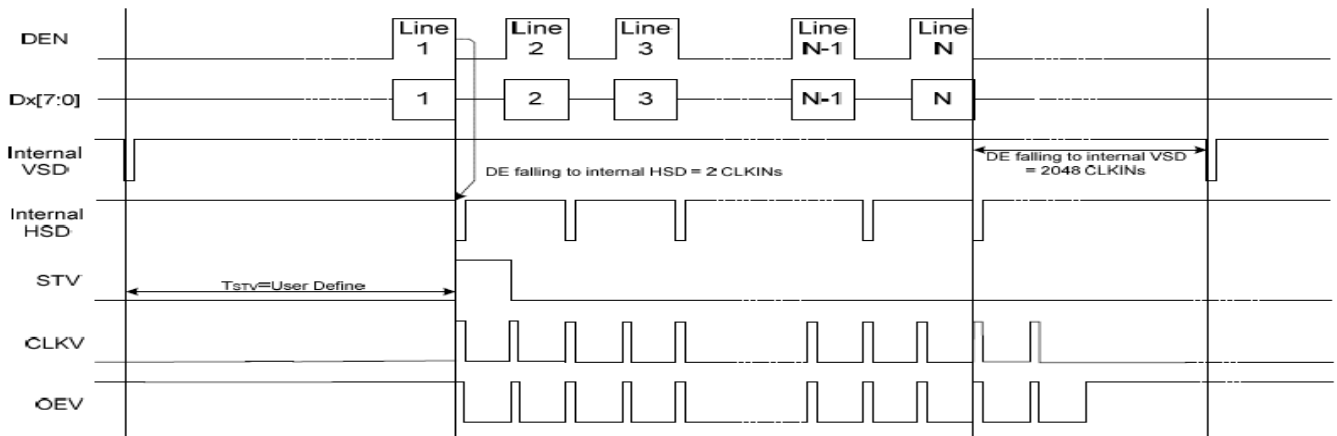 DEN
Line 1
Line 2
Line 3
Line N-1
Line N
Dx[7:0]
1
2
3
N-1
N
Internal VSD
DE falling to internal HSD = 2 CLKINs
DE falling to internal VSD
= 2048 CLKINs
Internal HSD
STV
TSTV=User Define
CLKV
OEV